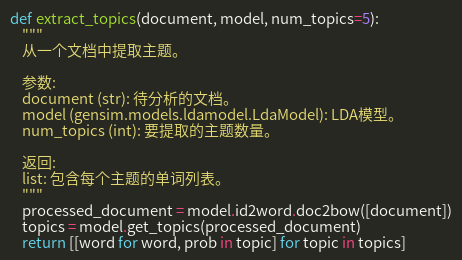 def extract_topics(document, model, num_topics=5):
"""
从一个文档中提取主题。
参数:
document (str): 待分析的文档。
model (gensim.models.ldamodel.LdaModel): LDA模型。
num_topics (int): 要提取的主题数量。
返回:
list: 包含每个主题的单词列表。
"""
processed_document = model.id2word.doc2bow([document])
topics = model.get_topics(processed_document)
return [[word for word, prob in topic] for topic in topics]